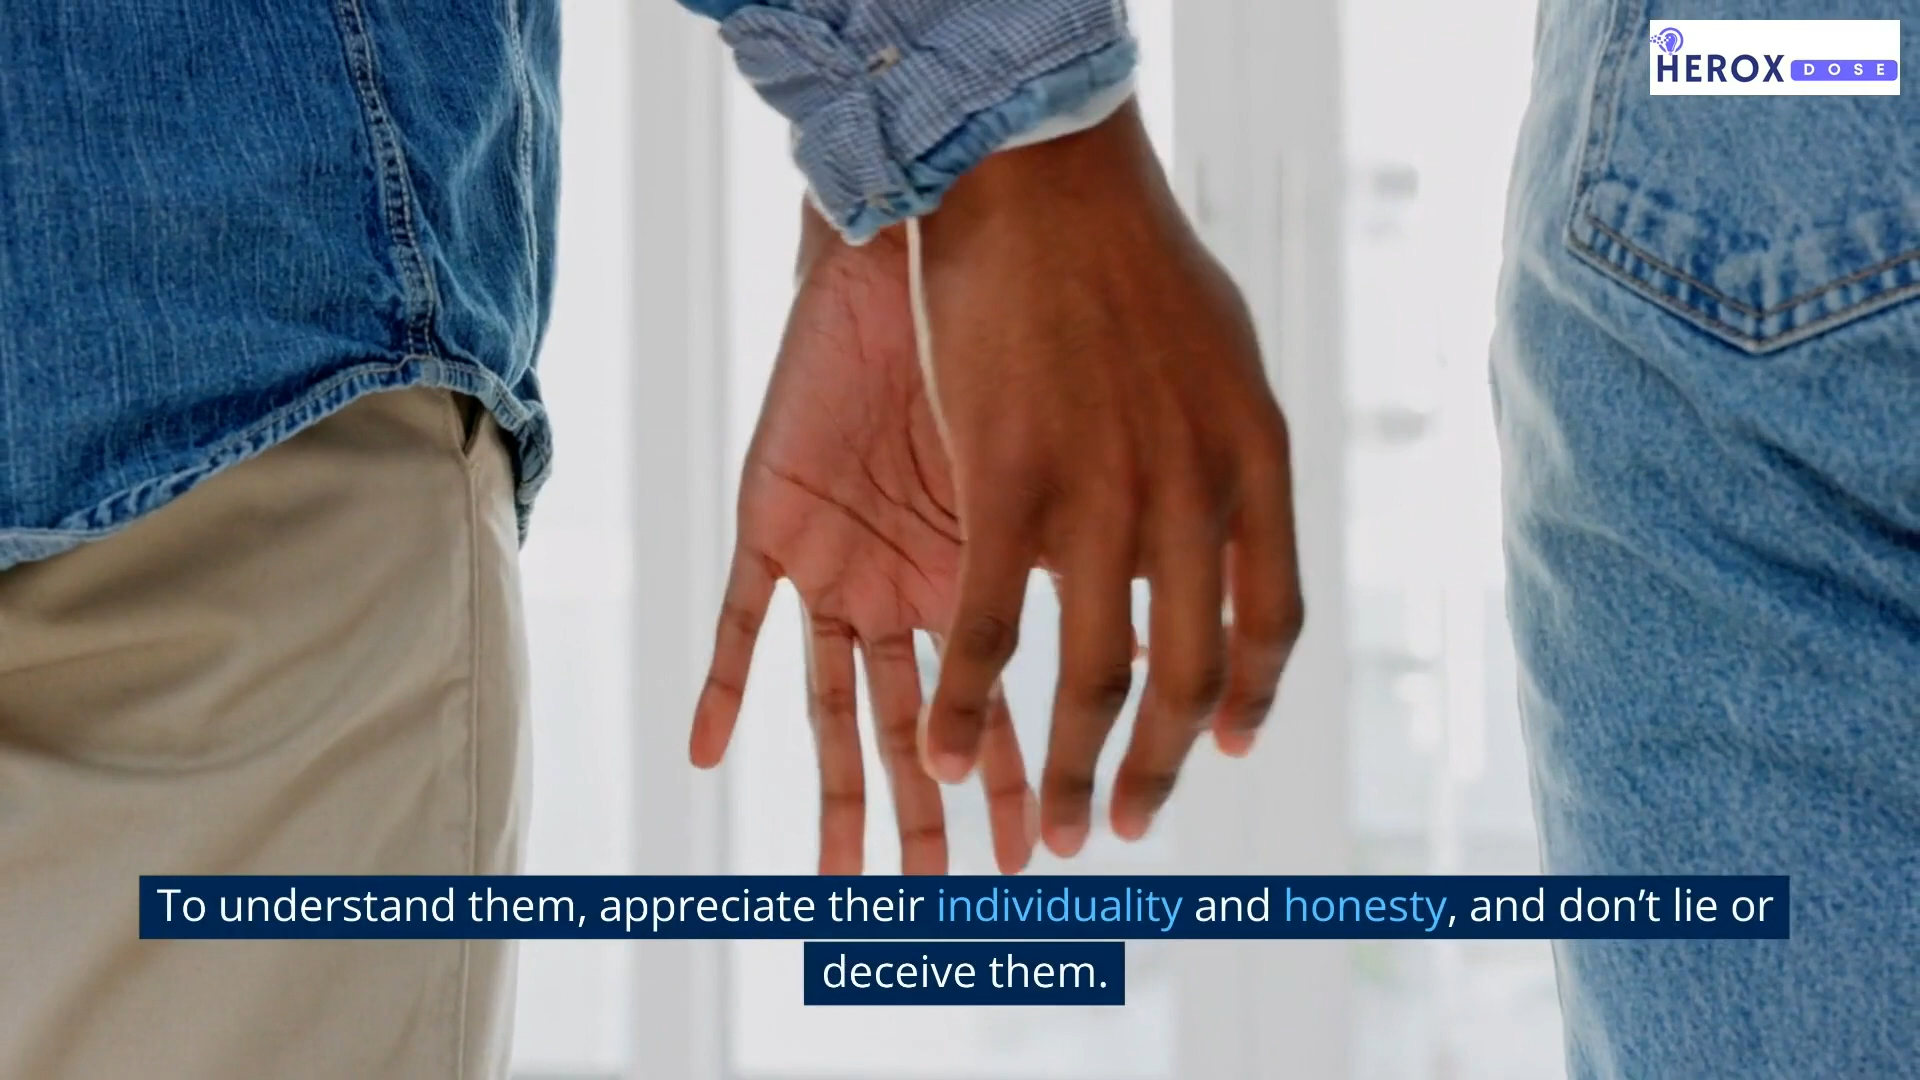 HEROX DOSE
To understand them, appreciate their individuality and honesty, and don’t lie or
deceive them.